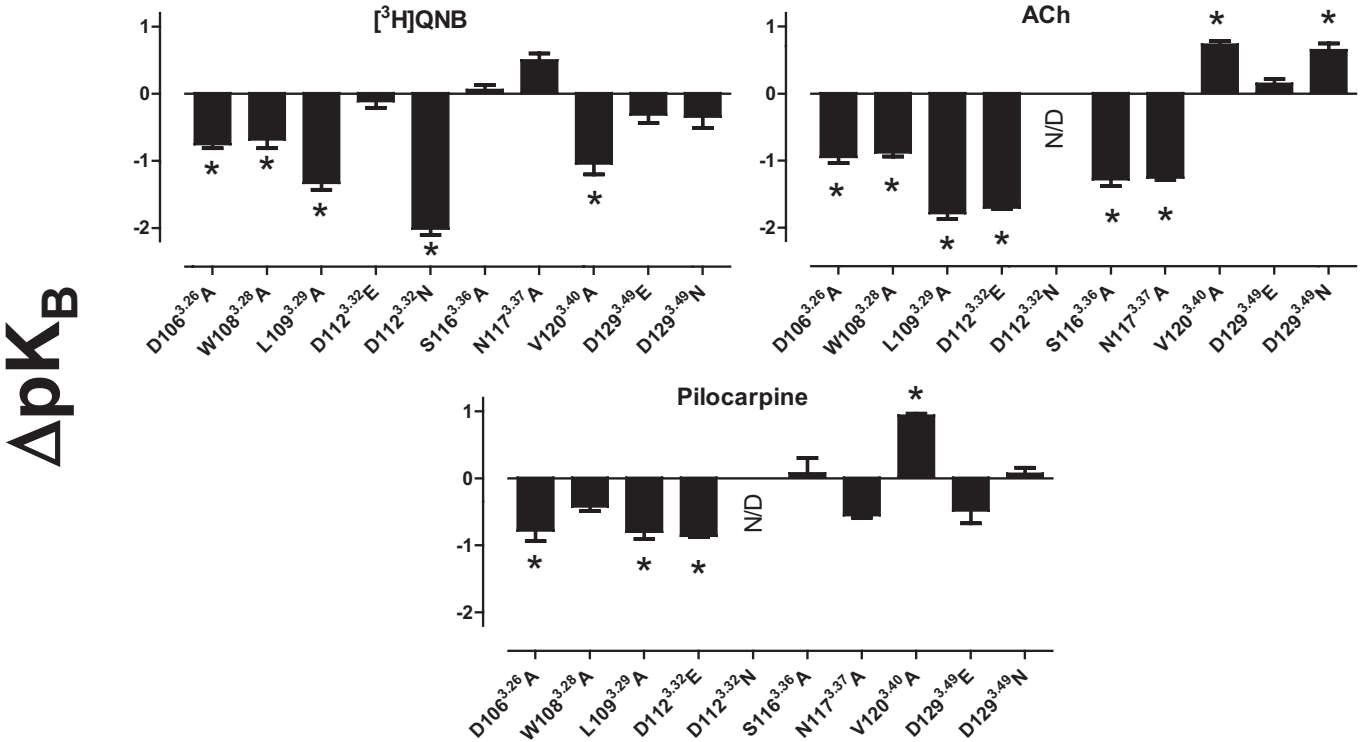 ΔpK_B
[³H]QNB
1
0
-1
-2
*
*
*
*
*
D106^3.26A
W108^3.28A
L109^3.29A
D112^3.32E
D112^3.32N
S116^3.36A
N117^3.37A
V120^3.40A
D129^3.49E
D129^3.49N
ACh
1
0
-1
-2
*
*
*
*
N/D
*
*
*
*
D106^3.26A
W108^3.28A
L109^3.29A
D112^3.32E
D112^3.32N
S116^3.36A
N117^3.37A
V120^3.40A
D129^3.49E
D129^3.49N
Pilocarpine
1
0
-1
-2
*
*
*
N/D
*
D106^3.26A
W108^3.28A
L109^3.29A
D112^3.32E
D112^3.32N
S116^3.36A
N117^3.37A
V120^3.40A
D129^3.49E
D129^3.49N